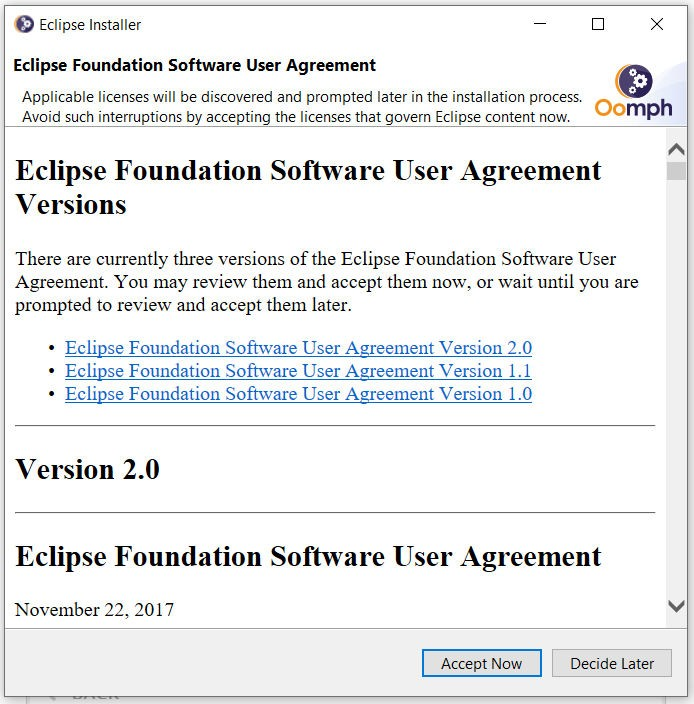 Eclipse Installer
Eclipse Foundation Software User Agreement
Applicable licenses will be discovered and prompted later in the installation process.
Avoid such interruptions by accepting the licenses that govern Eclipse content now.
Oomph
Eclipse Foundation Software User Agreement
Versions
There are currently three versions of the Eclipse Foundation Software User
Agreement. You may review them and accept them now, or wait until you are
prompted to review and accept them later.
• Eclipse Foundation Software User Agreement Version 2.0
• Eclipse Foundation Software User Agreement Version 1.1
• Eclipse Foundation Software User Agreement Version 1.0
Version 2.0
Eclipse Foundation Software User Agreement
November 22, 2017
Accept Now
Decide Later